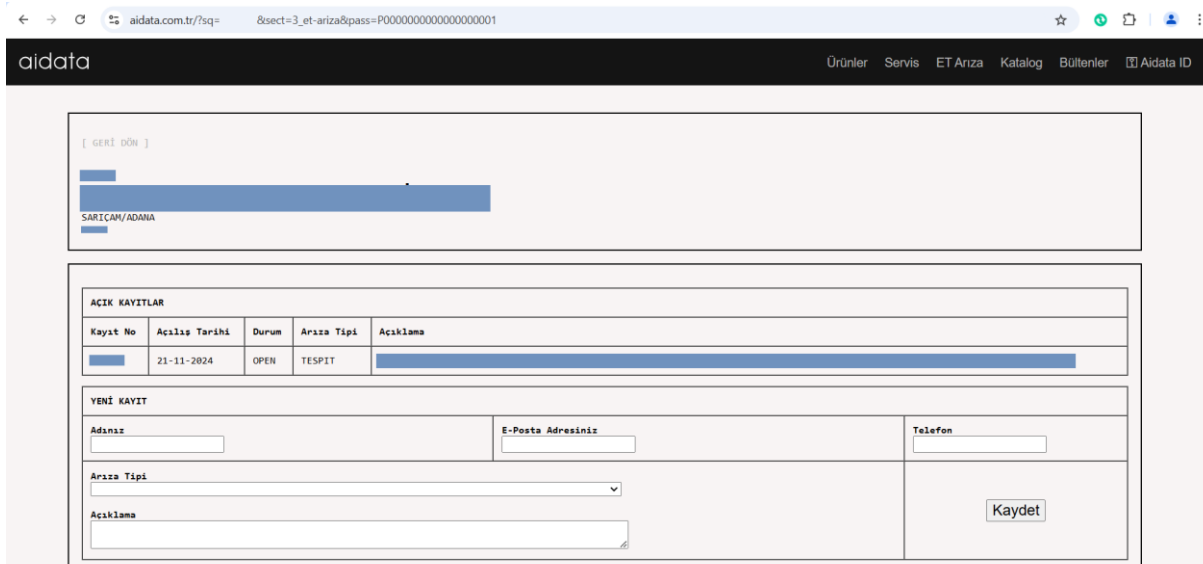 aidata.com.tr/?sq= &sect=3_et-ariza&pass=P0000000000000000001
aidata Ürünler Servis ET Arıza Katalog Bültenler Aidata ID
[ GERİ DÖN ]
SARIÇAM/ADANA
AÇIK KAYITLAR
Kayıt No Açılış Tarihi Durum Arıza Tipi Açıklama
21-11-2024 OPEN TESPIT
YENİ KAYIT
Adınız E-Posta Adresiniz Telefon
Arıza Tipi
Kaydet
Açıklama